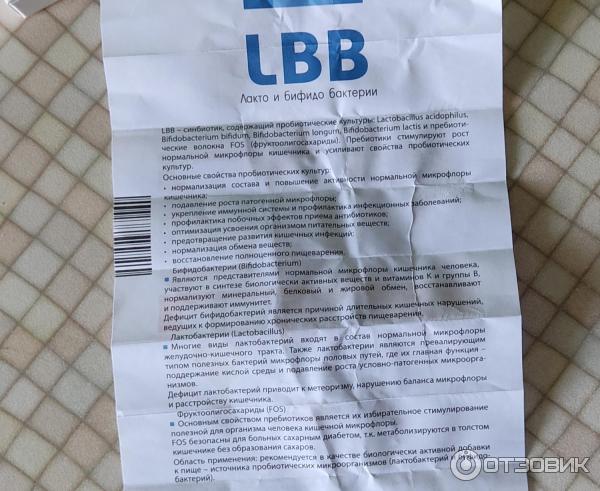 LBB
Лакто и бифидо бактерии
LBB – синбиотик, содержащий пробиотические культуры: Lactobacillus acidophilus,
Bifidobacterium bifidum, Bifidobacterium longum, Bifidobacterium lactis и пребиоти-
ческие волокна FOS (фруктоолигосахариды). Пребиотики стимулируют рост
нормальной микрофлоры кишечника и усиливают свойства пробиотических
культур.
Основные свойства пробиотических культур:
• нормализация состава и повышение активности нормальной микрофлоры
кишечника;
• подавление роста патогенной микрофлоры;
• укрепление иммунной системы и профилактика инфекционных заболеваний;
• профилактика побочных эффектов приема антибиотиков;
• оптимизация усвоения организмом питательных веществ;
• предотвращение развития кишечных инфекций;
• нормализация обмена веществ;
• восстановление полноценного пищеварения.
Бифидобактерии (Bifidobacterium)
■ Являются представителями нормальной микрофлоры кишечника человека,
участвуют в синтезе биологически активных веществ и витаминов К и группы В,
нормализуют минеральный, белковый и жировой обмен, восстанавливают
и поддерживают иммунитет.
Дефицит бифидобактерий является причиной длительных кишечных нарушений,
ведущих к формированию хронических расстройств пищеварения.
Лактобактерии (Lactobacillus)
■ Многие виды лактобактерий входят в состав нормальной микрофлоры
желудочно-кишечного тракта. Также лактобактерии являются превалирующим
типом полезных бактерий микрофлоры половых путей, где их главная функция –
поддержание кислой среды и подавление роста условно-патогенных микроорга-
низмов.
Дефицит лактобактерий приводит к метеоризму, нарушению баланса микрофлоры
и расстройству кишечника.
Фруктоолигосахариды (FOS)
■ Основным свойством пребиотиков является их избирательное стимулирование
полезной для организма человека кишечной микрофлоры.
FOS безопасны для больных сахарным диабетом, т.к. метаболизируются в толстом
кишечнике без образования сахаров.
Область применения: рекомендуется в качестве биологически активной добавки
к пище – источника пробиотических микроорганизмов (лактобактерий и бифидо-
бактерий).
ОТЗОВИК